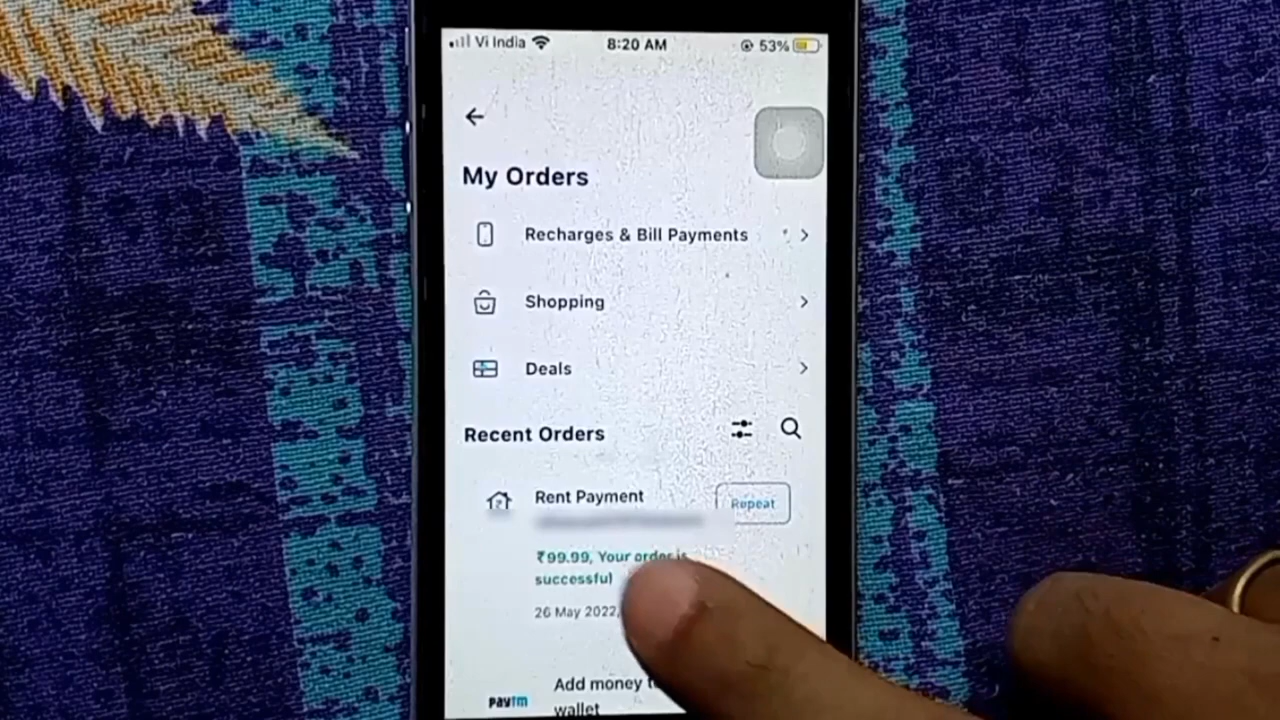 Vi India 8:20 AM 53%
My Orders
Recharges & Bill Payments
Shopping
Deals
Recent Orders
Rent Payment
Repeat
₹99.99, Your order is
successful
26 May 2022,
Add money
paytm
wallet